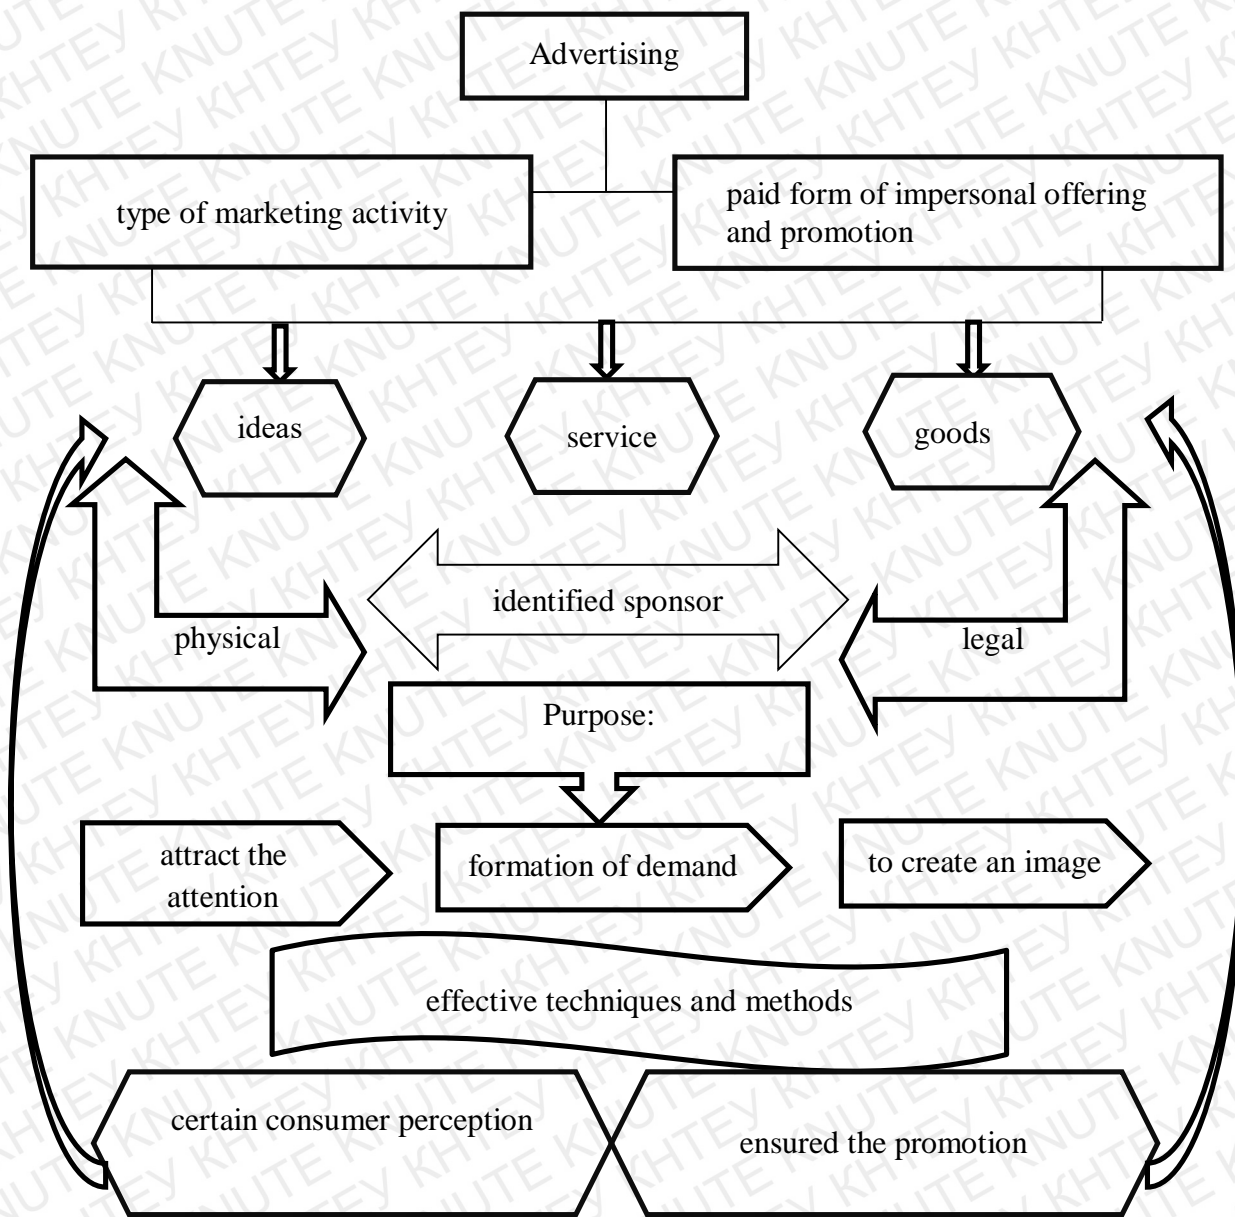 Advertising
type of marketing activity
paid form of impersonal offering
and promotion
ideas
service
goods
identified sponsor
physical
legal
Purpose:
attract the
attention
formation of demand
to create an image
effective techniques and methods
certain consumer perception
ensured the promotion
КНТЕУ KNUTE